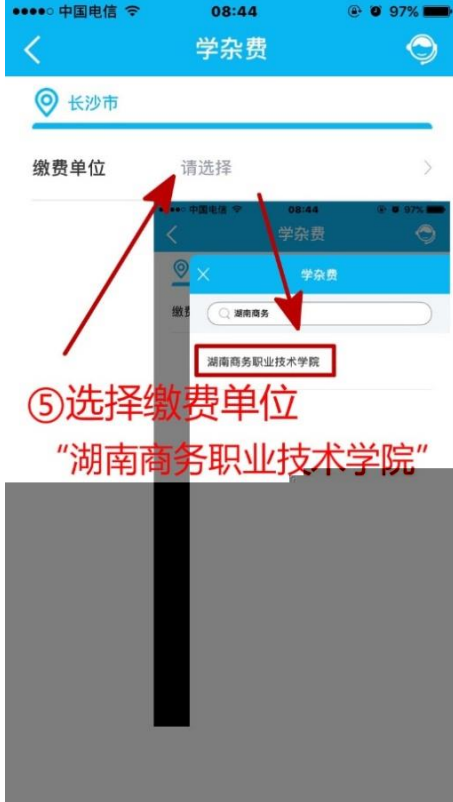 中国电信 08:44 97%
学杂费
长沙市
缴费单位 请选择
中国电信 08:44 97%
学杂费
学杂费
缴费
湖南商务
湖南商务职业技术学院
⑤选择缴费单位
“湖南商务职业技术学院”